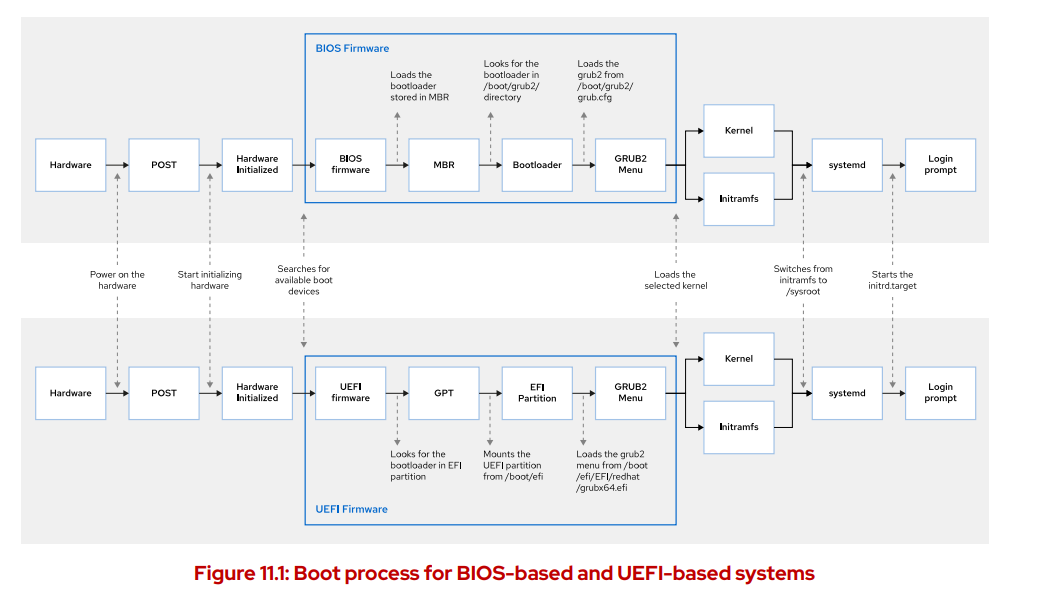 BIOS Firmware
Loads the
bootloader
stored in MBR
Looks for the
bootloader in
/boot/grub2/
directory
Loads the
grub2 from
/boot/grub2/
grub.cfg
Hardware
POST
Hardware
Initialized
BIOS
firmware
MBR
Bootloader
GRUB2
Menu
Kernel
Initramfs
systemd
Login
prompt
Power on the
hardware
Start initializing
hardware
Searches for
available boot
devices
Loads the
selected kernel
Switches from
initramfs to
/sysroot
Starts the
initrd.target
Hardware
POST
Hardware
Initialized
UEFI
firmware
GPT
EFI
Partition
GRUB2
Menu
Kernel
Initramfs
systemd
Login
prompt
Looks for the
bootloader in EFI
partition
Mounts the
UEFI partition
from /boot/efi
Loads the grub2
menu from /boot
/efi/EFI/redhat
/grubx64.efi
UEFI Firmware
Figure 11.1: Boot process for BIOS-based and UEFI-based systems